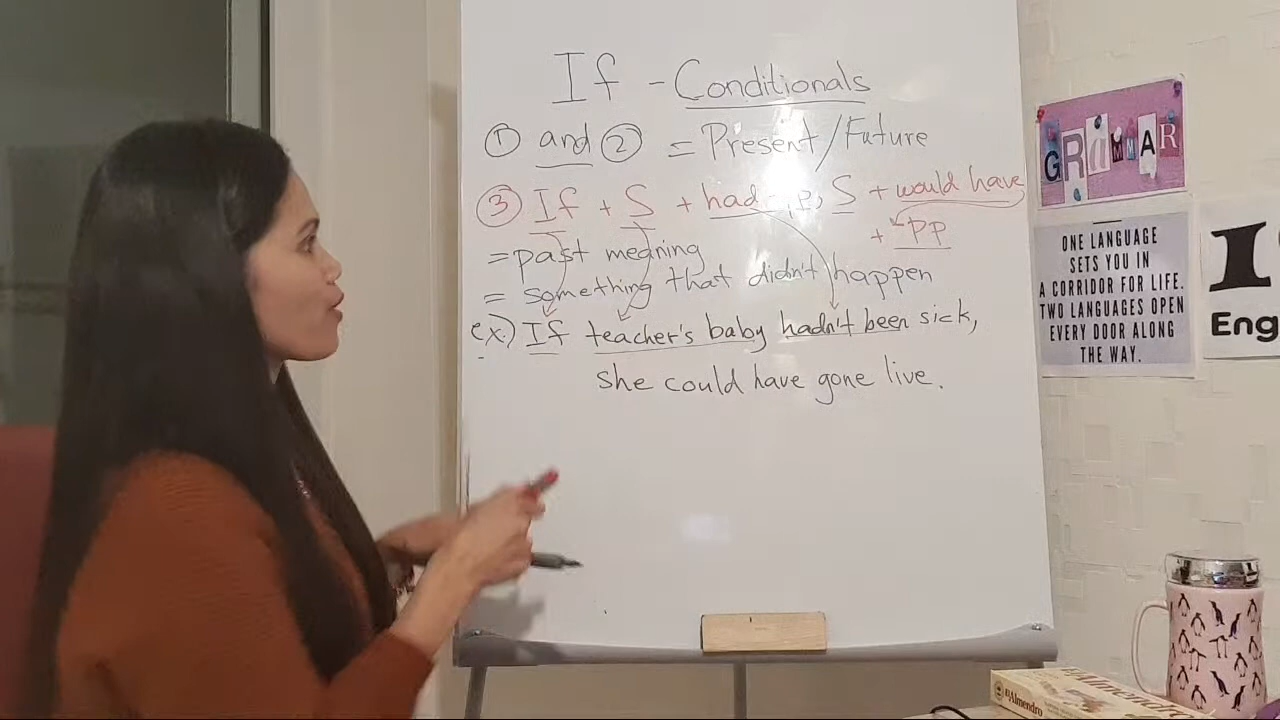 If - Conditionals
① and ② = Present/Future
③ If + S + had P, S + would have
+ PP
= past meaning
= something that didn't happen
ex.) If teacher's baby hadn't been sick,
she could have gone live.
GRAMMAR
ONE LANGUAGE
SETS YOU IN
A CORRIDOR FOR LIFE.
TWO LANGUAGES OPEN
EVERY DOOR ALONG
THE WAY.
I
Eng
elAlmendro